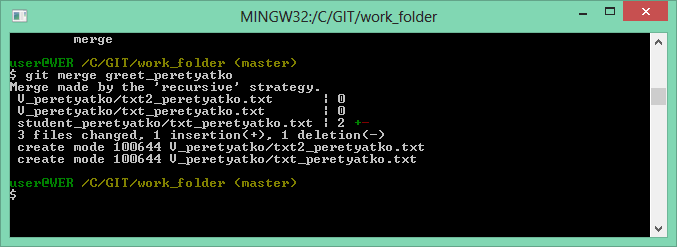 MINGW32:/C/GIT/work_folder
merge
user@WER /C/GIT/work_folder (master)
$ git merge greet_peretyatko
Merge made by the 'recursive' strategy.
V_peretyatko/txt2_peretyatko.txt | 0
V_peretyatko/txt_peretyatko.txt | 0
student_peretyatko/txt_peretyatko.txt | 2 +-
3 files changed, 1 insertion(+), 1 deletion(-)
create mode 100644 V_peretyatko/txt2_peretyatko.txt
create mode 100644 V_peretyatko/txt_peretyatko.txt
user@WER /C/GIT/work_folder (master)
$